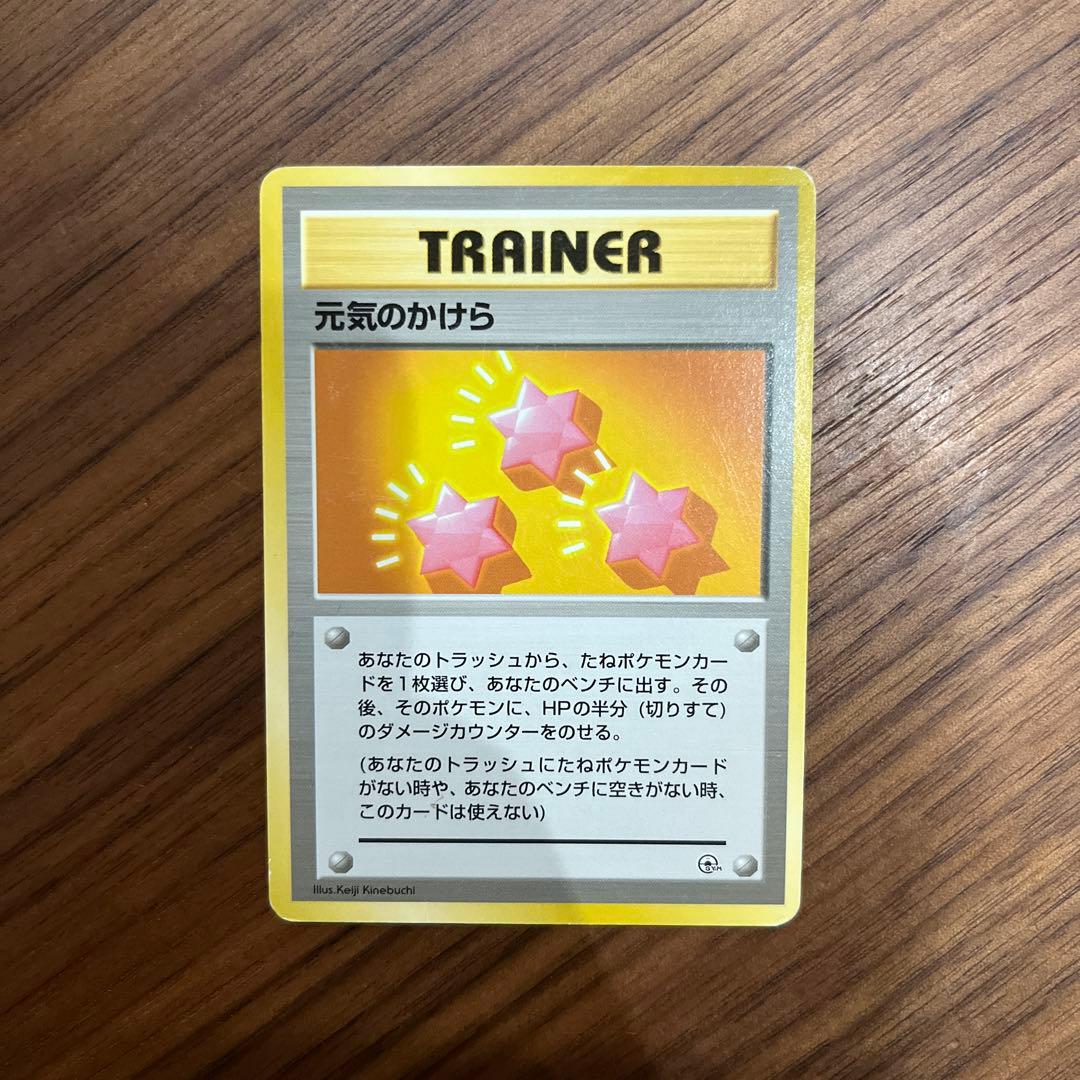 TRAINER
元気のかけら
あなたのトラッシュから、たねポケモンカー
ドを1枚選び、あなたのベンチに出す。その
後、そのポケモンに、HPの半分(切りすて)
のダメージカウンターをのせる。
(あなたのトラッシュにたねポケモンカード
がない時や、あなたのベンチに空きがない時、
このカードは使えない)
GYM
Illus.Keiji Kinebuchi